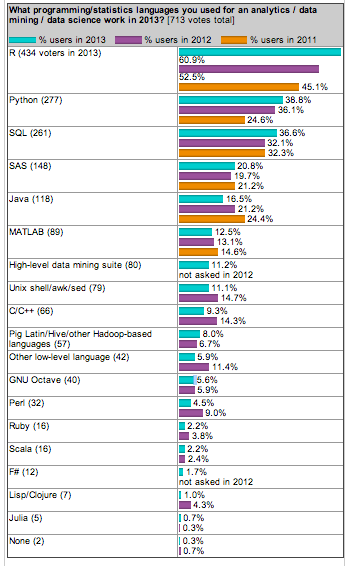 What programming/statistics languages you used for an analytics / data
mining / data science work in 2013? [713 votes total]
% users in 2013 % users in 2012 % users in 2011
R (434 voters in 2013)
60.9%
52.5%
45.1%
Python (277)
38.8%
36.1%
24.6%
SQL (261)
36.6%
32.1%
32.3%
SAS (148)
20.8%
19.7%
21.2%
Java (118)
16.5%
21.2%
24.4%
MATLAB (89)
12.5%
13.1%
14.6%
High-level data mining suite (80)
11.2%
not asked in 2012
Unix shell/awk/sed (79)
11.1%
14.7%
C/C++ (66)
9.3%
14.3%
Pig Latin/Hive/other Hadoop-based
languages (57)
8.0%
6.7%
Other low-level language (42)
5.9%
11.4%
GNU Octave (40)
5.6%
5.9%
Perl (32)
4.5%
9.0%
Ruby (16)
2.2%
3.8%
Scala (16)
2.2%
2.4%
F# (12)
1.7%
not asked in 2012
Lisp/Clojure (7)
1.0%
4.3%
Julia (5)
0.7%
0.3%
None (2)
0.3%
0.7%